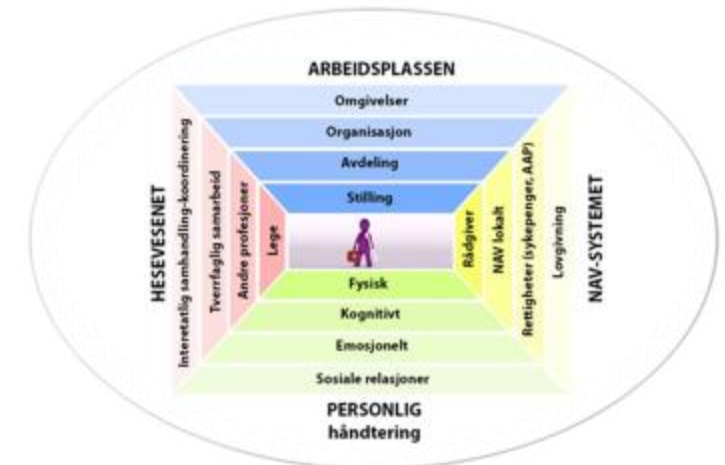 ARBEIDSPLASSEN
Omgivelser
Organisasjon
Avdeling
Stilling
HESEVESENET
Interetatlig samhandling-koordinering
Tverrfaglig samarbeid
Andre profesjoner
Lege
Rådgiver
NAV lokalt
Rettigheter (sykepenger, AAP)
Lovgivning
NAV-SYSTEMET
Fysisk
Kognitivt
Emosjonelt
Sosiale relasjoner
PERSONLIG
håndtering